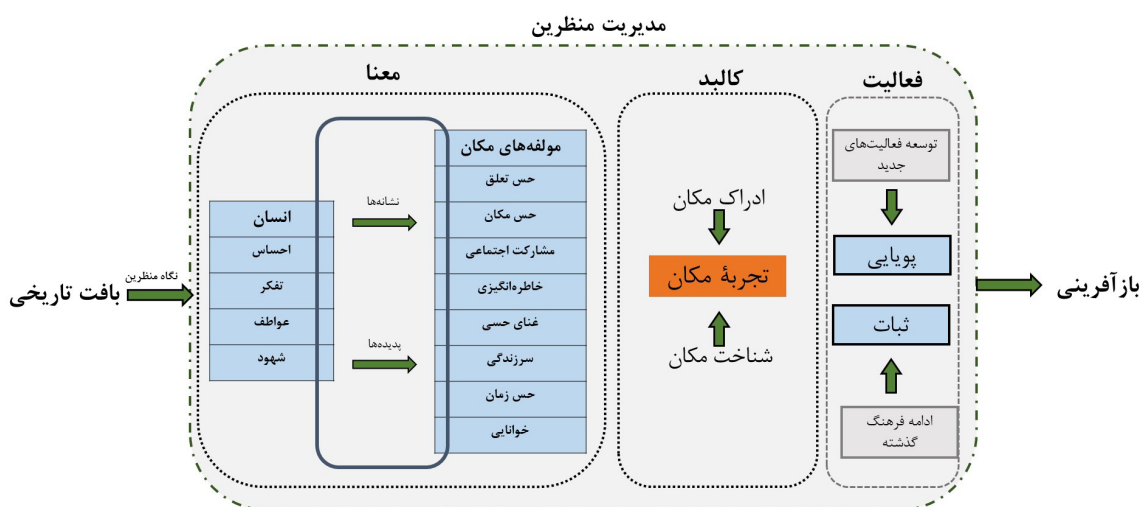 مدیریت منظرین
فعالیت
کالبد
معنا
توسعه فعالیت‌های
جدید
پویایی
ثبات
ادامه فرهنگ
گذشته
ادراک مکان
تجربهٔ مکان
شناخت مکان
مولفه‌های مکان
حس تعلق
حس مکان
مشارکت اجتماعی
خاطره‌انگیزی
غنای حسی
سرزندگی
حس زمان
خوانایی
نشانه‌ها
پدیده‌ها
انسان
احساس
تفکر
عواطف
شهود
نگاه منظرین
بافت تاریخی
بازآفرینی